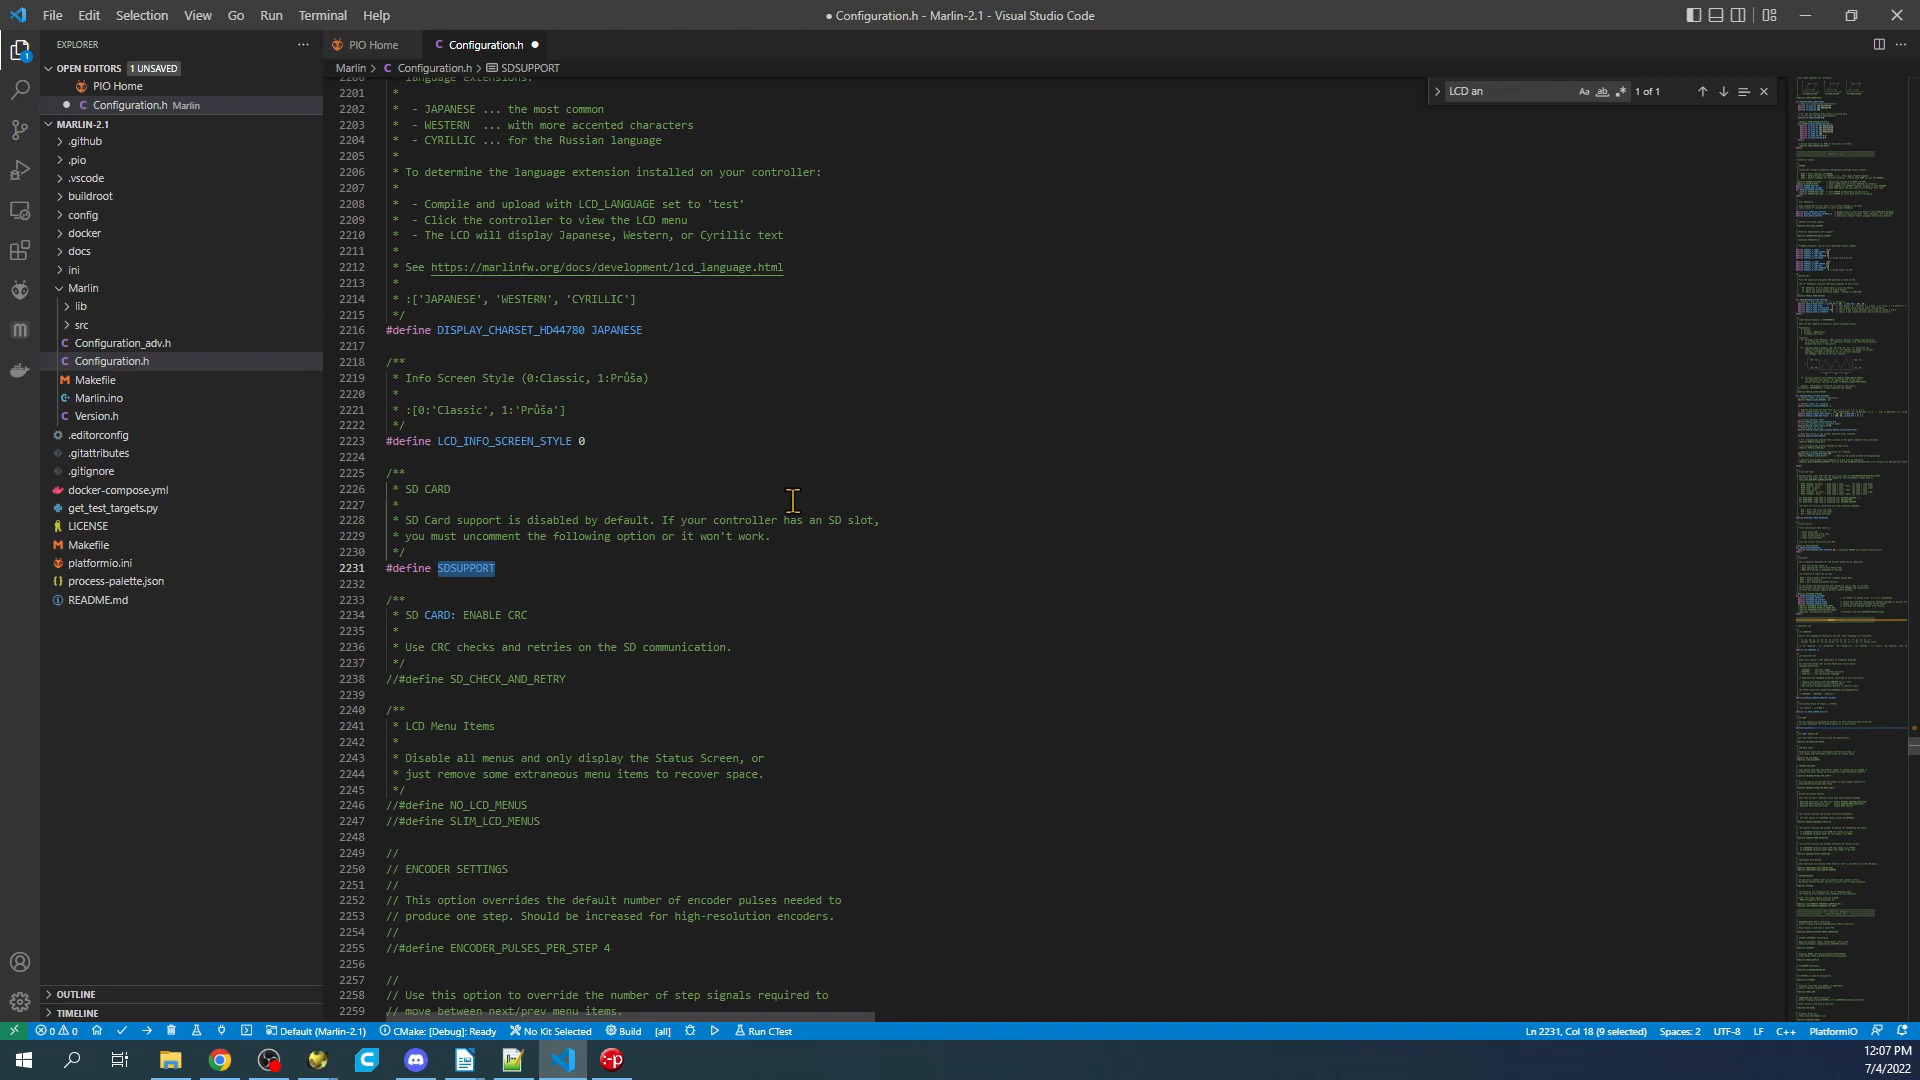 File Edit Selection View Go Run Terminal Help
● Configuration.h - Marlin-2.1 - Visual Studio Code
EXPLORER
PIO Home
Configuration.h
OPEN EDITORS 1 UNSAVED
PIO Home
Configuration.h Marlin
MARLIN-2.1
.github
.pio
.vscode
buildroot
config
docker
docs
ini
Marlin
lib
src
Configuration_adv.h
Configuration.h
Makefile
Marlin.ino
Version.h
.editorconfig
.gitattributes
.gitignore
docker-compose.yml
get_test_targets.py
LICENSE
Makefile
platformio.ini
process-palette.json
README.md
OUTLINE
TIMELINE
Marlin > C Configuration.h > SDSUPPORT
LCD an Aa ab 1 of 1
2200 language extensions.
2201 *
2202 * - JAPANESE ... the most common
2203 * - WESTERN ... with more accented characters
2204 * - CYRILLIC ... for the Russian language
2205 *
2206 * To determine the language extension installed on your controller:
2207 *
2208 * - Compile and upload with LCD_LANGUAGE set to 'test'
2209 * - Click the controller to view the LCD menu
2210 * - The LCD will display Japanese, Western, or Cyrillic text
2211 *
2212 * See https://marlinfw.org/docs/development/lcd_language.html
2213 *
2214 * :['JAPANESE', 'WESTERN', 'CYRILLIC']
2215 */
2216 #define DISPLAY_CHARSET_HD44780 JAPANESE
2217
2218 /**
2219 * Info Screen Style (0:Classic, 1:Průša)
2220 *
2221 * :[0:'Classic', 1:'Průša']
2222 */
2223 #define LCD_INFO_SCREEN_STYLE 0
2224
2225 /**
2226 * SD CARD
2227 *
2228 * SD Card support is disabled by default. If your controller has an SD slot,
2229 * you must uncomment the following option or it won't work.
2230 */
2231 #define SDSUPPORT
2232
2233 /**
2234 * SD CARD: ENABLE CRC
2235 *
2236 * Use CRC checks and retries on the SD communication.
2237 */
2238 //#define SD_CHECK_AND_RETRY
2239
2240 /**
2241 * LCD Menu Items
2242 *
2243 * Disable all menus and only display the Status Screen, or
2244 * just remove some extraneous menu items to recover space.
2245 */
2246 //#define NO_LCD_MENUS
2247 //#define SLIM_LCD_MENUS
2248
2249 //
2250 // ENCODER SETTINGS
2251 //
2252 // This option overrides the default number of encoder pulses needed to
2253 // produce one step. Should be increased for high-resolution encoders.
2254 //
2255 //#define ENCODER_PULSES_PER_STEP 4
2256
2257 //
2258 // Use this option to override the number of step signals required to
2259 // move between next/prev menu items.
0 0 Default (Marlin-2.1) CMake: [Debug]: Ready No Kit Selected Build [all] Run CTest Ln 2231, Col 18 (9 selected) Spaces: 2 UTF-8 LF C++ PlatformIO
12:07 PM
7/4/2022